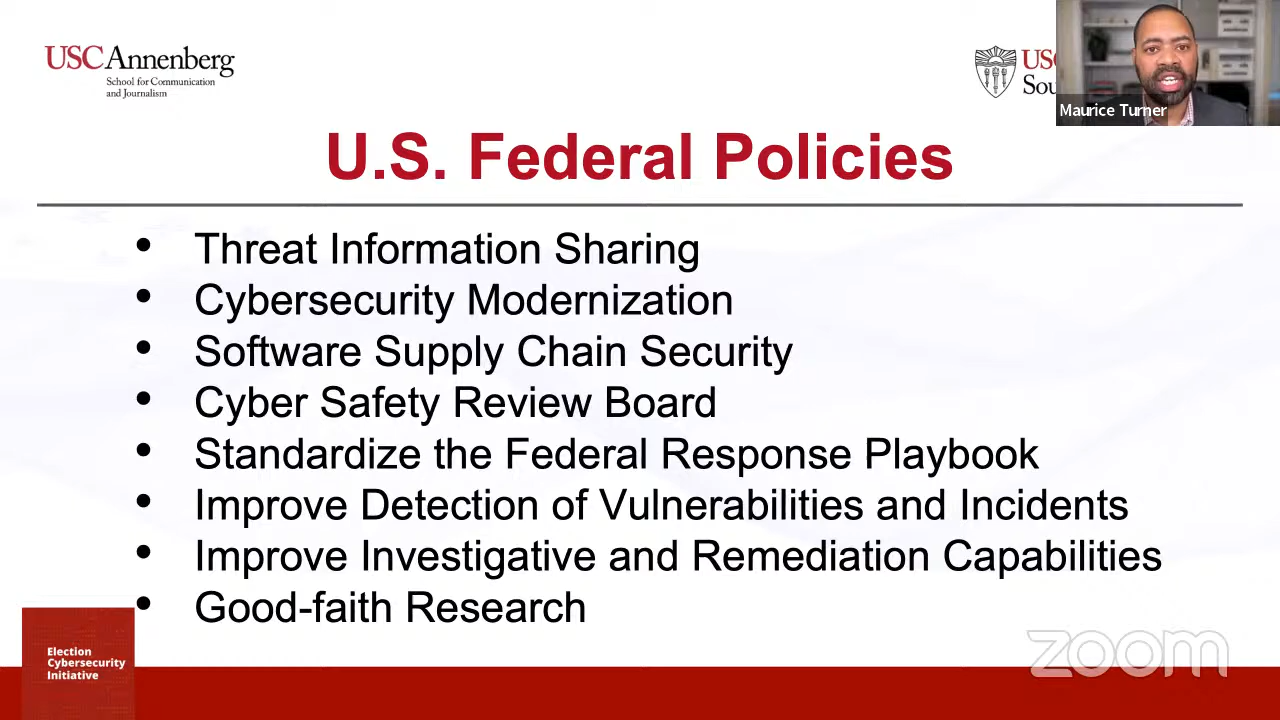 USC Annenberg
School for Communication
and Journalism
USC
Sou
Maurice Turner
U.S. Federal Policies
• Threat Information Sharing
• Cybersecurity Modernization
• Software Supply Chain Security
• Cyber Safety Review Board
• Standardize the Federal Response Playbook
• Improve Detection of Vulnerabilities and Incidents
• Improve Investigative and Remediation Capabilities
• Good-faith Research
Election
Cybersecurity
Initiative
zoom